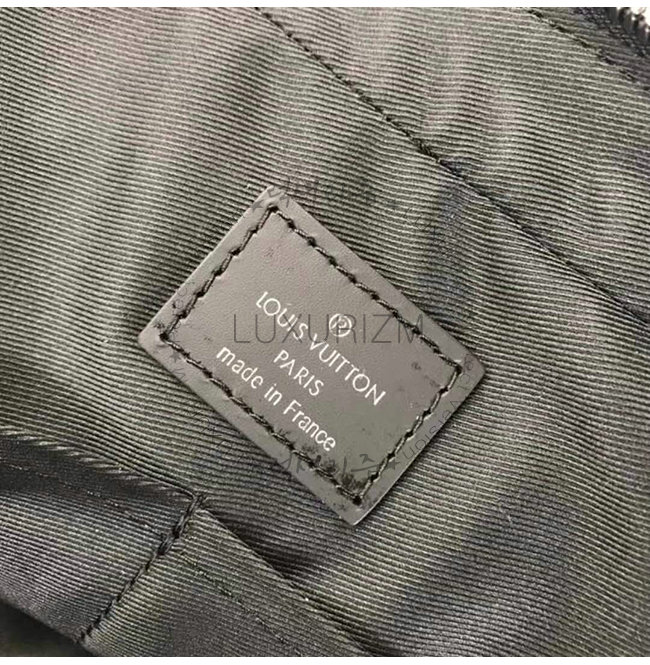 ®
LOUIS VUITTON
PARIS
made in France
LUXURIZM